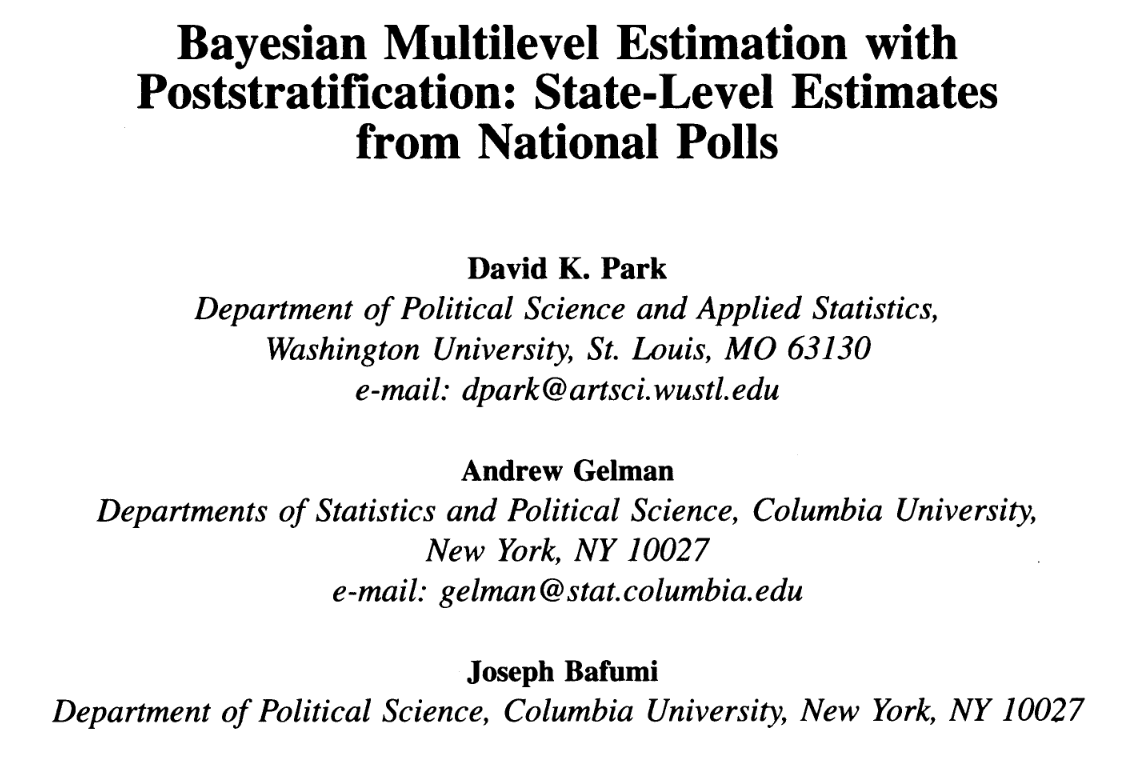 Bayesian Multilevel Estimation with
Poststratification: State-Level Estimates
from National Polls
David K. Park
Department of Political Science and Applied Statistics,
Washington University, St. Louis, MO 63130
e-mail: dpark@artsci.wustl.edu
Andrew Gelman
Departments of Statistics and Political Science, Columbia University,
New York, NY 10027
e-mail: gelman@stat.columbia.edu
Joseph Bafumi
Department of Political Science, Columbia University, New York, NY 10027